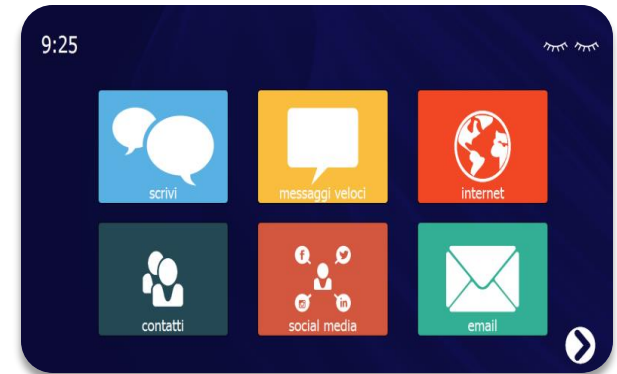 9:25
scrivi
messaggi veloci
internet
contatti
social media
email